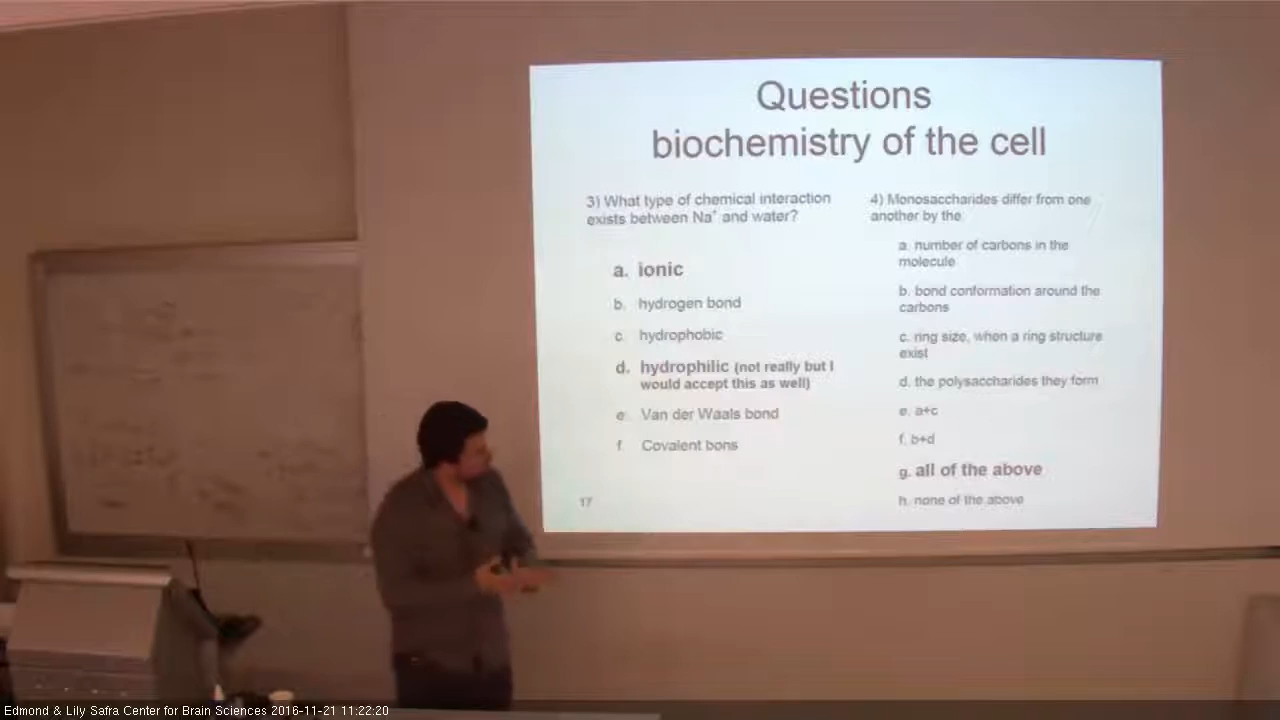 Questions
biochemistry of the cell
3) What type of chemical interaction
exists between Na⁺ and water?
a. ionic
b. hydrogen bond
c. hydrophobic
d. hydrophilic (not really but I
would accept this as well)
e. Van der Waals bond
f. Covalent bons
17
4) Monosaccharides differ from one
another by the:
a. number of carbons in the
molecule
b. bond conformation around the
carbons
c. ring size, when a ring structure
exist
d. the polysaccharides they form
e. a+c
f. b+d
g. all of the above
h. none of the above
Edmond & Lily Safra Center for Brain Sciences 2016-11-21 11:22:20